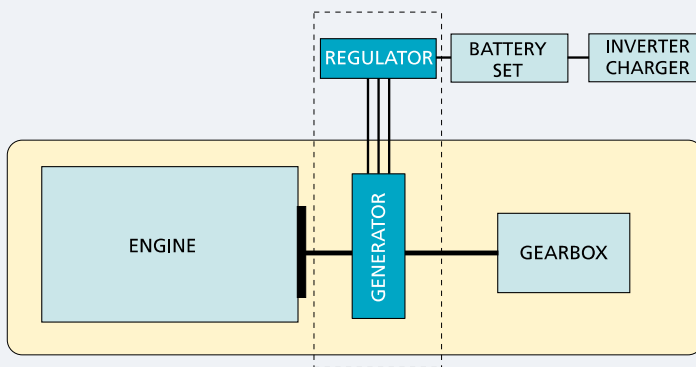 REGULATOR
BATTERY
SET
INVERTER
CHARGER
ENGINE
GENERATOR
GEARBOX